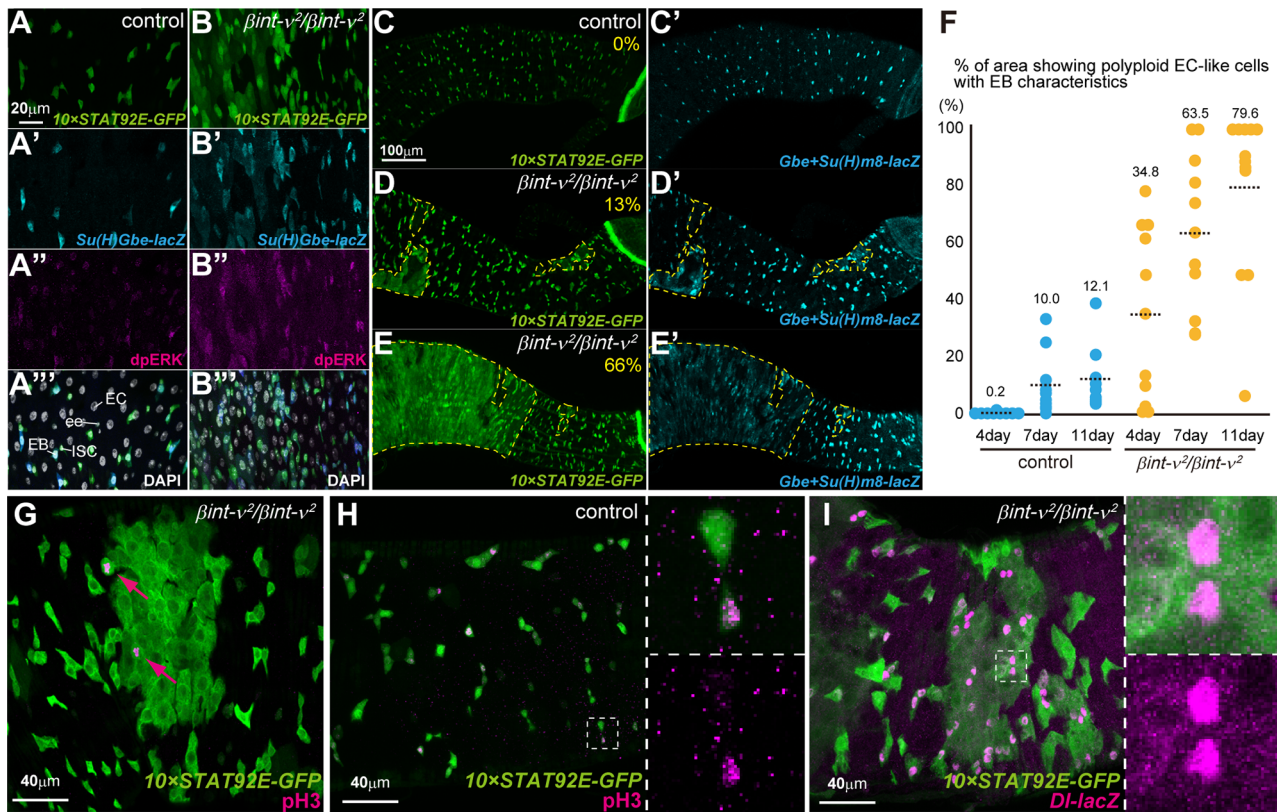 A
control
20μm
10×STAT92E-GFP
B
βint-ν²/βint-ν²
10×STAT92E-GFP
A’
Su(H)Gbe-lacZ
B’
Su(H)Gbe-lacZ
A’’
dpERK
B’’
dpERK
A’’’
EC
ee
EB
ISC
DAPI
B’’’
DAPI
C
control
0%
100μm
10×STAT92E-GFP
C’
Gbe+Su(H)m8-lacZ
D
βint-ν²/βint-ν²
13%
10×STAT92E-GFP
D’
Gbe+Su(H)m8-lacZ
E
βint-ν²/βint-ν²
66%
10×STAT92E-GFP
E’
Gbe+Su(H)m8-lacZ
F
% of area showing polyploid EC-like cells
with EB characteristics
(%)
100
80
60
40
20
0
0.2
10.0
12.1
34.8
63.5
79.6
4day 7day 11day 4day 7day 11day
control
βint-ν²/βint-ν²
G
βint-ν²/βint-ν²
40μm
10×STAT92E-GFP
pH3
H
control
40μm
10×STAT92E-GFP
pH3
I
βint-ν²/βint-ν²
40μm
10×STAT92E-GFP
Dl-lacZ